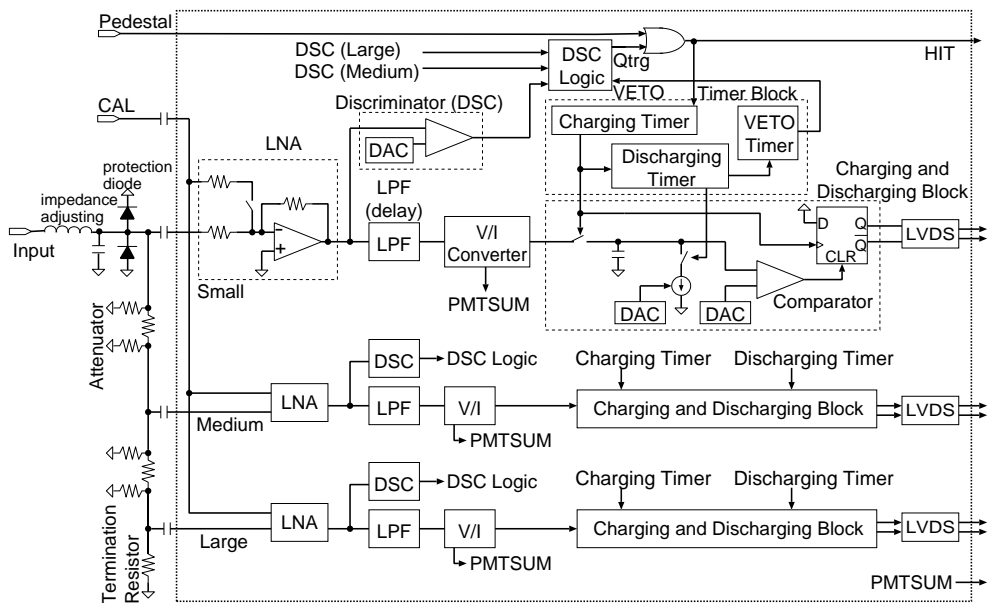 Pedestal
DSC (Large)
DSC (Medium)
DSC
Logic
Qtrg
HIT
CAL
Discriminator (DSC)
DAC
VETO
Timer Block
Charging Timer
VETO
Timer
Discharging
Timer
LNA
protection
diode
impedance
adjusting
Input
Small
LPF
(delay)
LPF
V/I
Converter
PMTSUM
Charging and
Discharging Block
D
Q
Q
CLR
LVDS
DAC
DAC
Comparator
Attenuator
DSC
DSC Logic
Charging Timer
Discharging Timer
LNA
LPF
V/I
Charging and Discharging Block
LVDS
Medium
PMTSUM
DSC
DSC Logic
Charging Timer
Discharging Timer
LNA
LPF
V/I
Charging and Discharging Block
LVDS
Large
PMTSUM
Termination
Resistor
PMTSUM